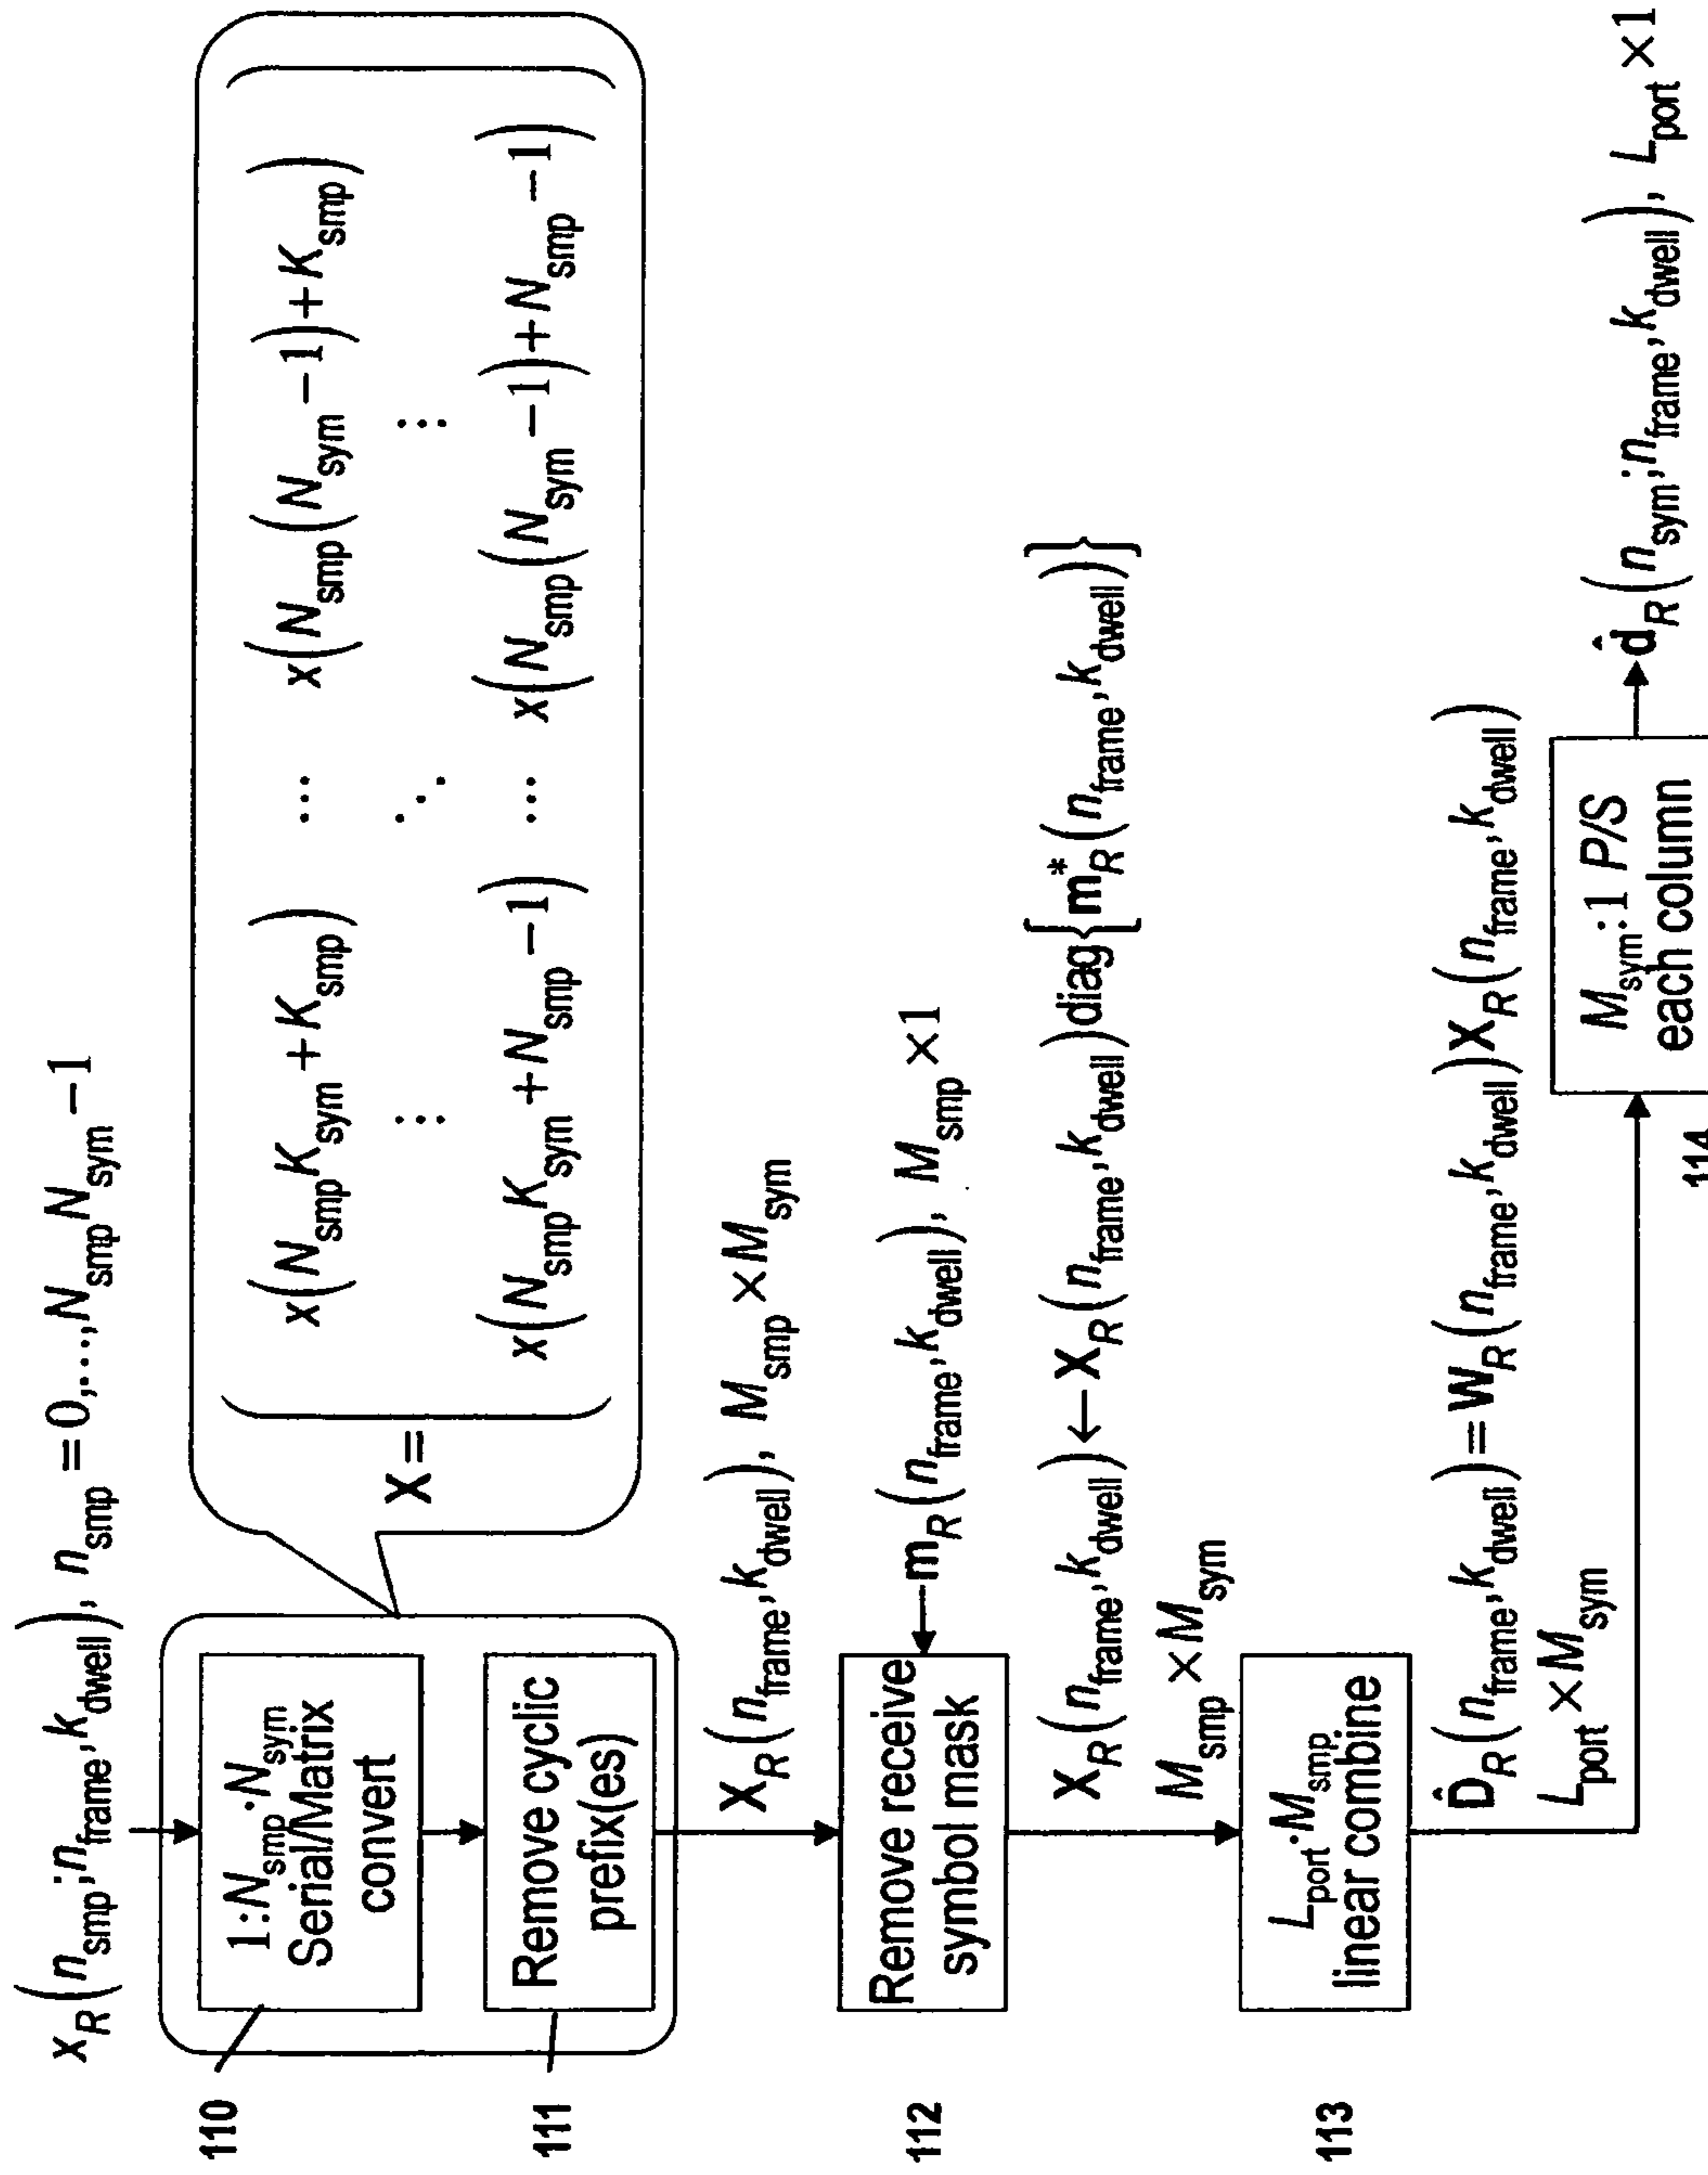 x_R(n_smp; n_frame, k_dwell), n_smp = 0,..., N_smp N_sym − 1
110
1:N_smp·N_sym
Serial/Matrix
convert
111
Remove cyclic
prefix(es)
X =
x(N_smp K_sym + K_smp) ⋯ x(N_smp(N_sym − 1) + K_smp)
⋮ ⋱ ⋮
x(N_smp K_sym + N_smp − 1) ⋯ x(N_smp(N_sym − 1) + N_smp − 1)
X_R(n_frame, k_dwell), M_smp × M_sym
112
Remove receive
symbol mask
m_R(n_frame, k_dwell), M_smp × 1
X_R(n_frame, k_dwell) ← X_R(n_frame, k_dwell) diag{m*_R(n_frame, k_dwell)}
M_smp × M_sym
113
L_port·M_smp
linear combine
D̂_R(n_frame, k_dwell) = W_R(n_frame, k_dwell) X_R(n_frame, k_dwell)
L_port × M_sym
M_sym:1 P/S
each column
114
d̂_R(n_sym; n_frame, k_dwell), L_port × 1